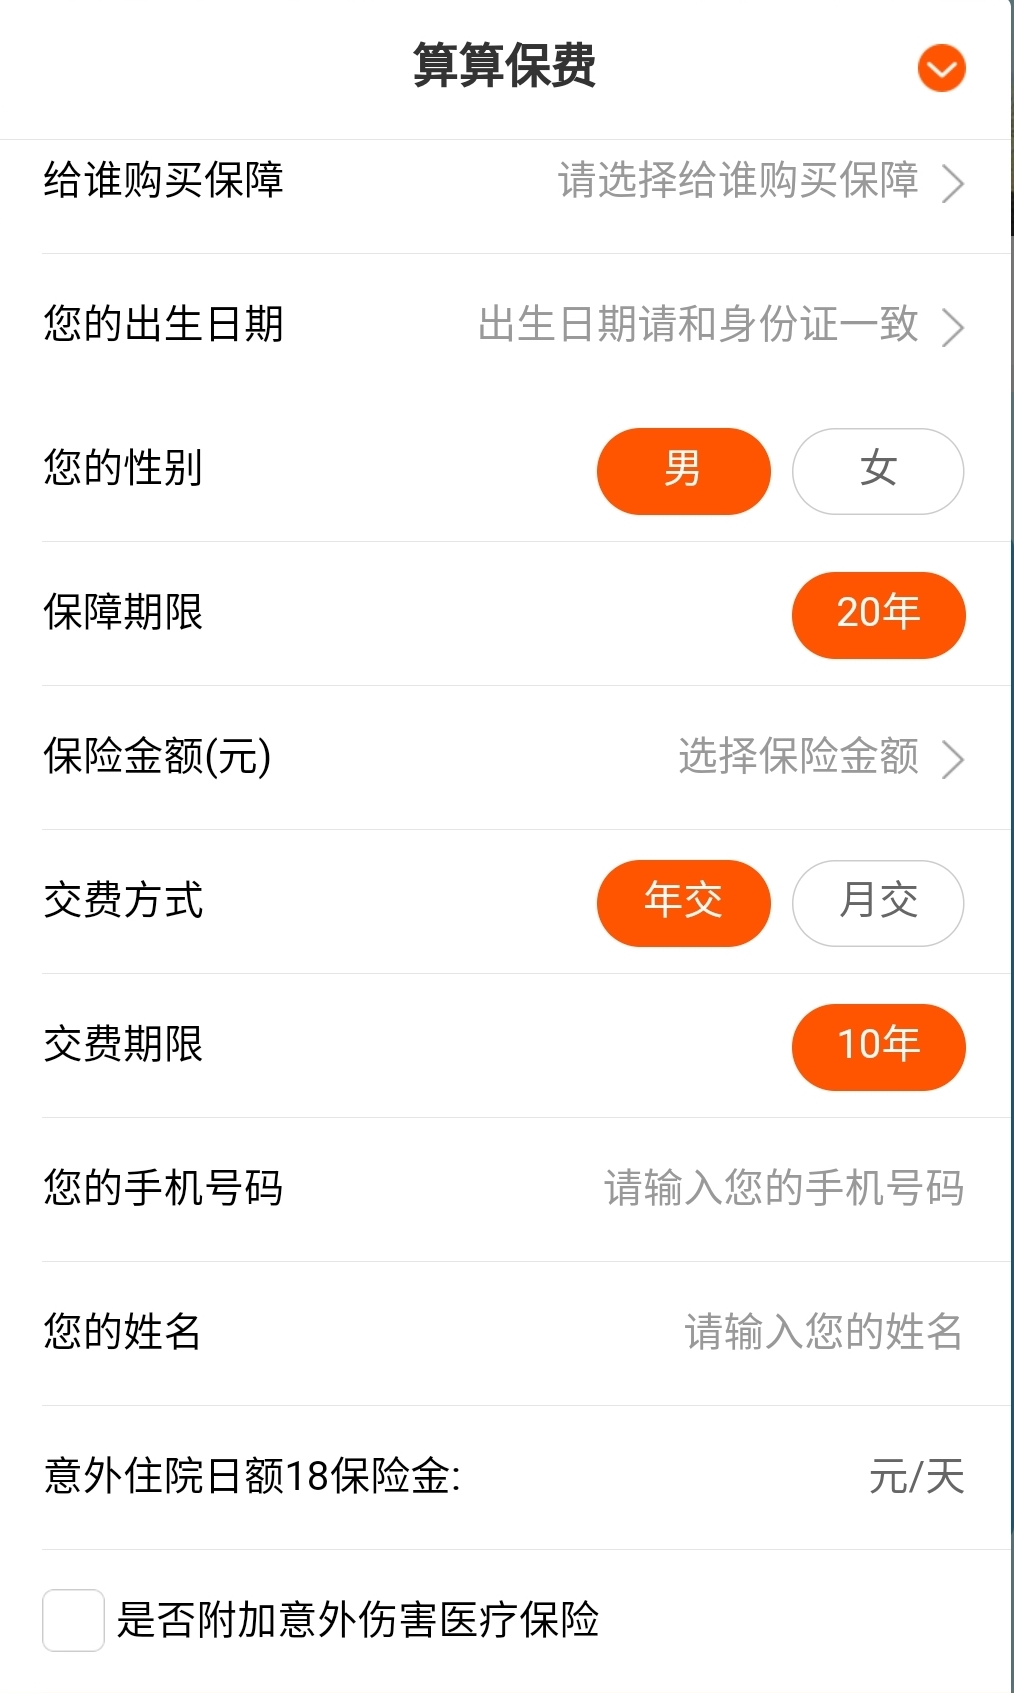 算算保费
给谁购买保障 请选择给谁购买保障
您的出生日期 出生日期请和身份证一致
您的性别 男 女
保障期限 20年
保险金额(元) 选择保险金额
交费方式 年交 月交
交费期限 10年
您的手机号码 请输入您的手机号码
您的姓名 请输入您的姓名
意外住院日额18保险金: 元/天
是否附加意外伤害医疗保险